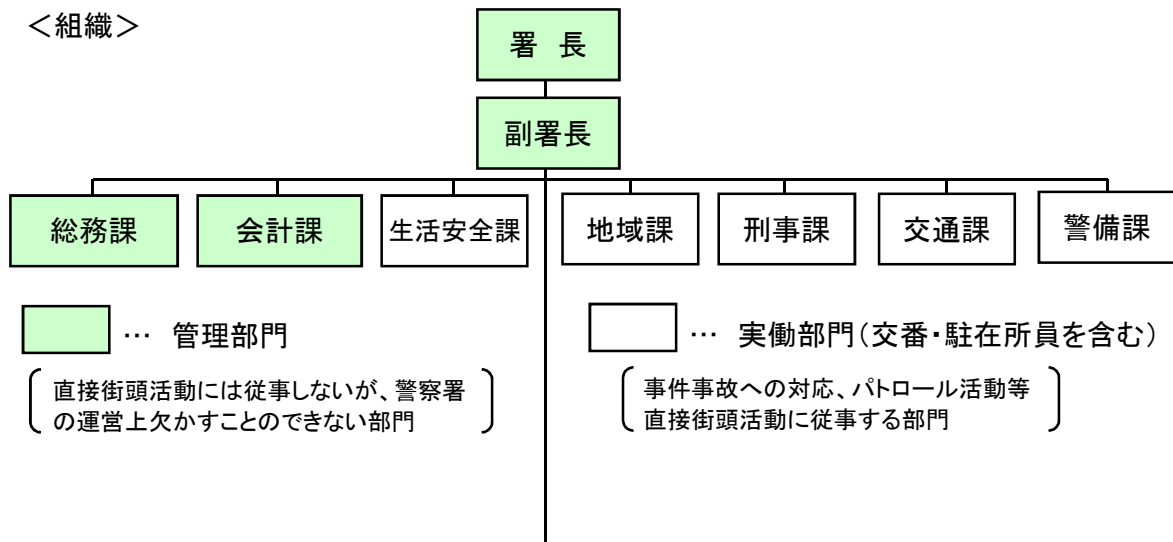 ＜組織＞
署 長
副署長
総務課
会計課
生活安全課
地域課
刑事課
交通課
警備課
… 管理部門
直接街頭活動には従事しないが、警察署
の運営上欠かすことのできない部門
… 実働部門（交番・駐在所員を含む）
事件事故への対応、パトロール活動等
直接街頭活動に従事する部門